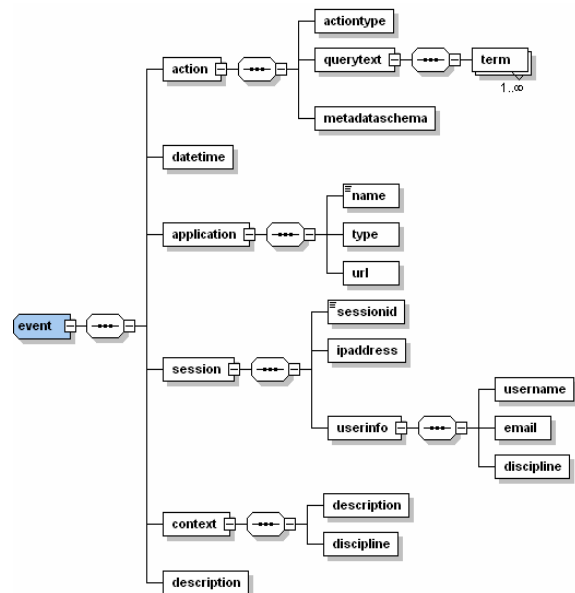 actiontype
querytext
term
1..∞
action
metadataschema
datetime
name
application
type
url
event
sessionid
ipaddress
session
username
userinfo
email
discipline
description
context
discipline
description